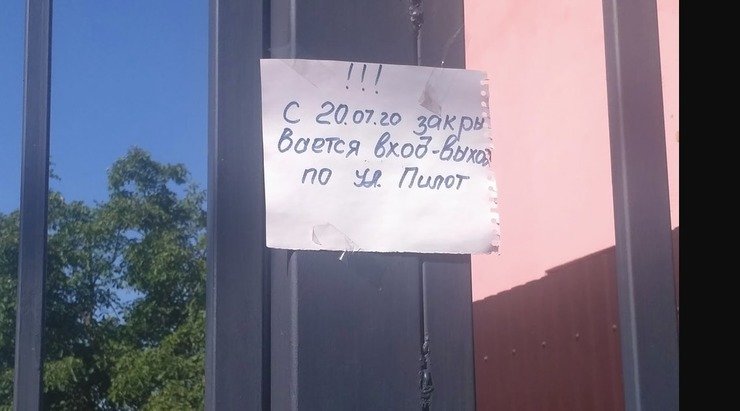 !!!
С 20.07.20 закры
вается вход-выход
по ул. Пилот